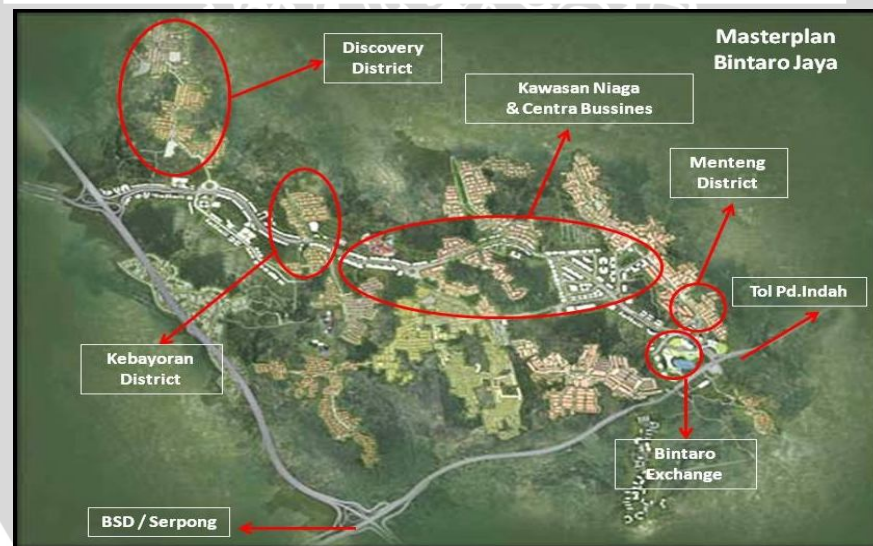 Masterplan
Bintaro Jaya
Discovery
District
Kawasan Niaga
& Centra Bussines
Menteng
District
Tol Pd.Indah
Kebayoran
District
Bintaro
Exchange
BSD / Serpong